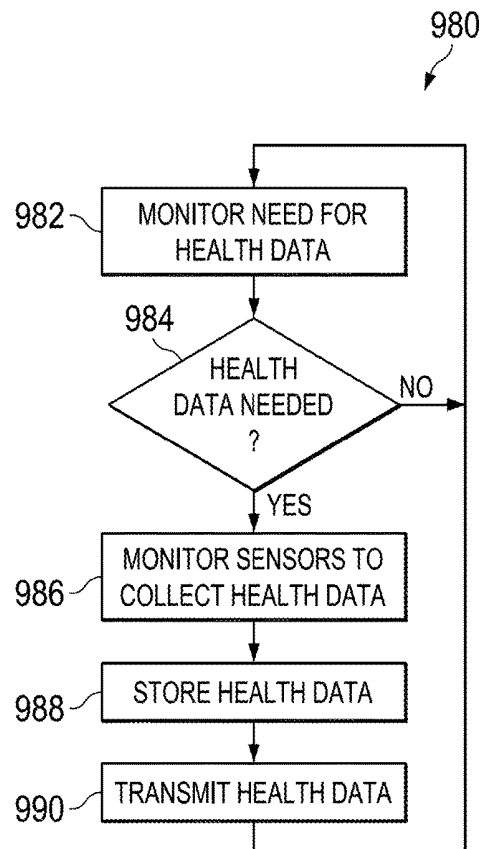 980
982
MONITOR NEED FOR
HEALTH DATA
984
HEALTH
DATA NEEDED
?
NO
YES
986
MONITOR SENSORS TO
COLLECT HEALTH DATA
988
STORE HEALTH DATA
990
TRANSMIT HEALTH DATA